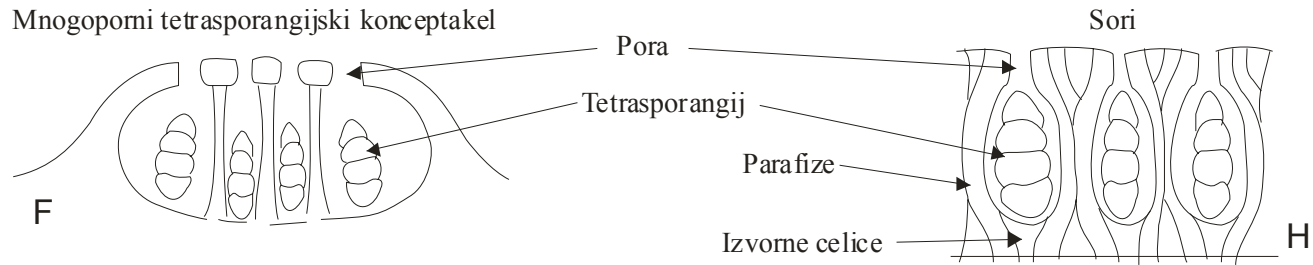 Mnogoporni tetrasporangijski konceptakel
Sori
Pora
Tetrasporangij
Parafize
Izvorne celice
F
H